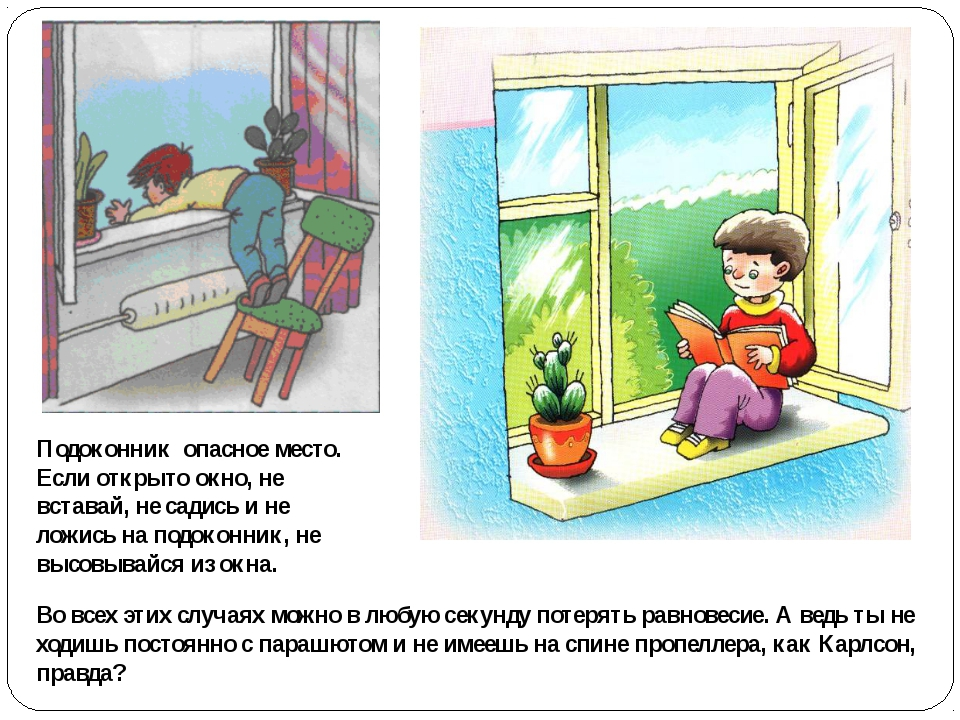 Подоконник опасное место.
Если открыто окно, не
вставай, не садись и не
ложись на подоконник, не
высовывайся из окна.
Во всех этих случаях можно в любую секунду потерять равновесие. А ведь ты не
ходишь постоянно с парашютом и не имеешь на спине пропеллера, как Карлсон,
правда?